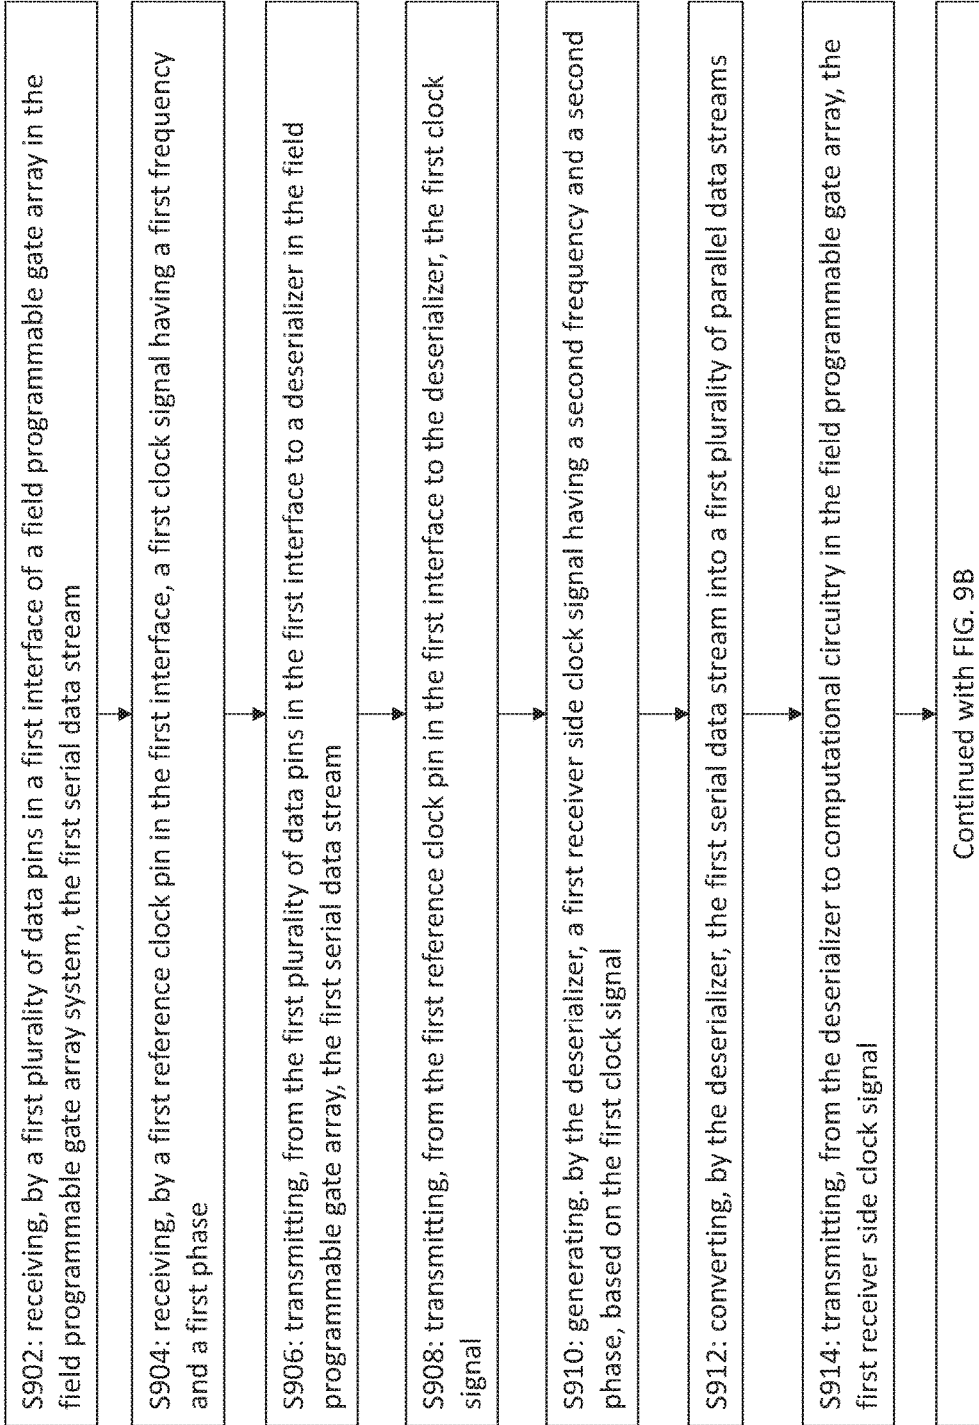 S902: receiving, by a first plurality of data pins in a first interface of a field programmable gate array in the
field programmable gate array system, the first serial data stream
S904: receiving, by a first reference clock pin in the first interface, a first clock signal having a first frequency
and a first phase
S906: transmitting, from the first plurality of data pins in the first interface to a deserializer in the field
programmable gate array, the first serial data stream
S908: transmitting, from the first reference clock pin in the first interface to the deserializer, the first clock
signal
S910: generating. by the deserializer, a first receiver side clock signal having a second frequency and a second
phase, based on the first clock signal
S912: converting, by the deserializer, the first serial data stream into a first plurality of parallel data streams
S914: transmitting, from the deserializer to computational circuitry in the field programmable gate array, the
first receiver side clock signal
Continued with FIG. 9B